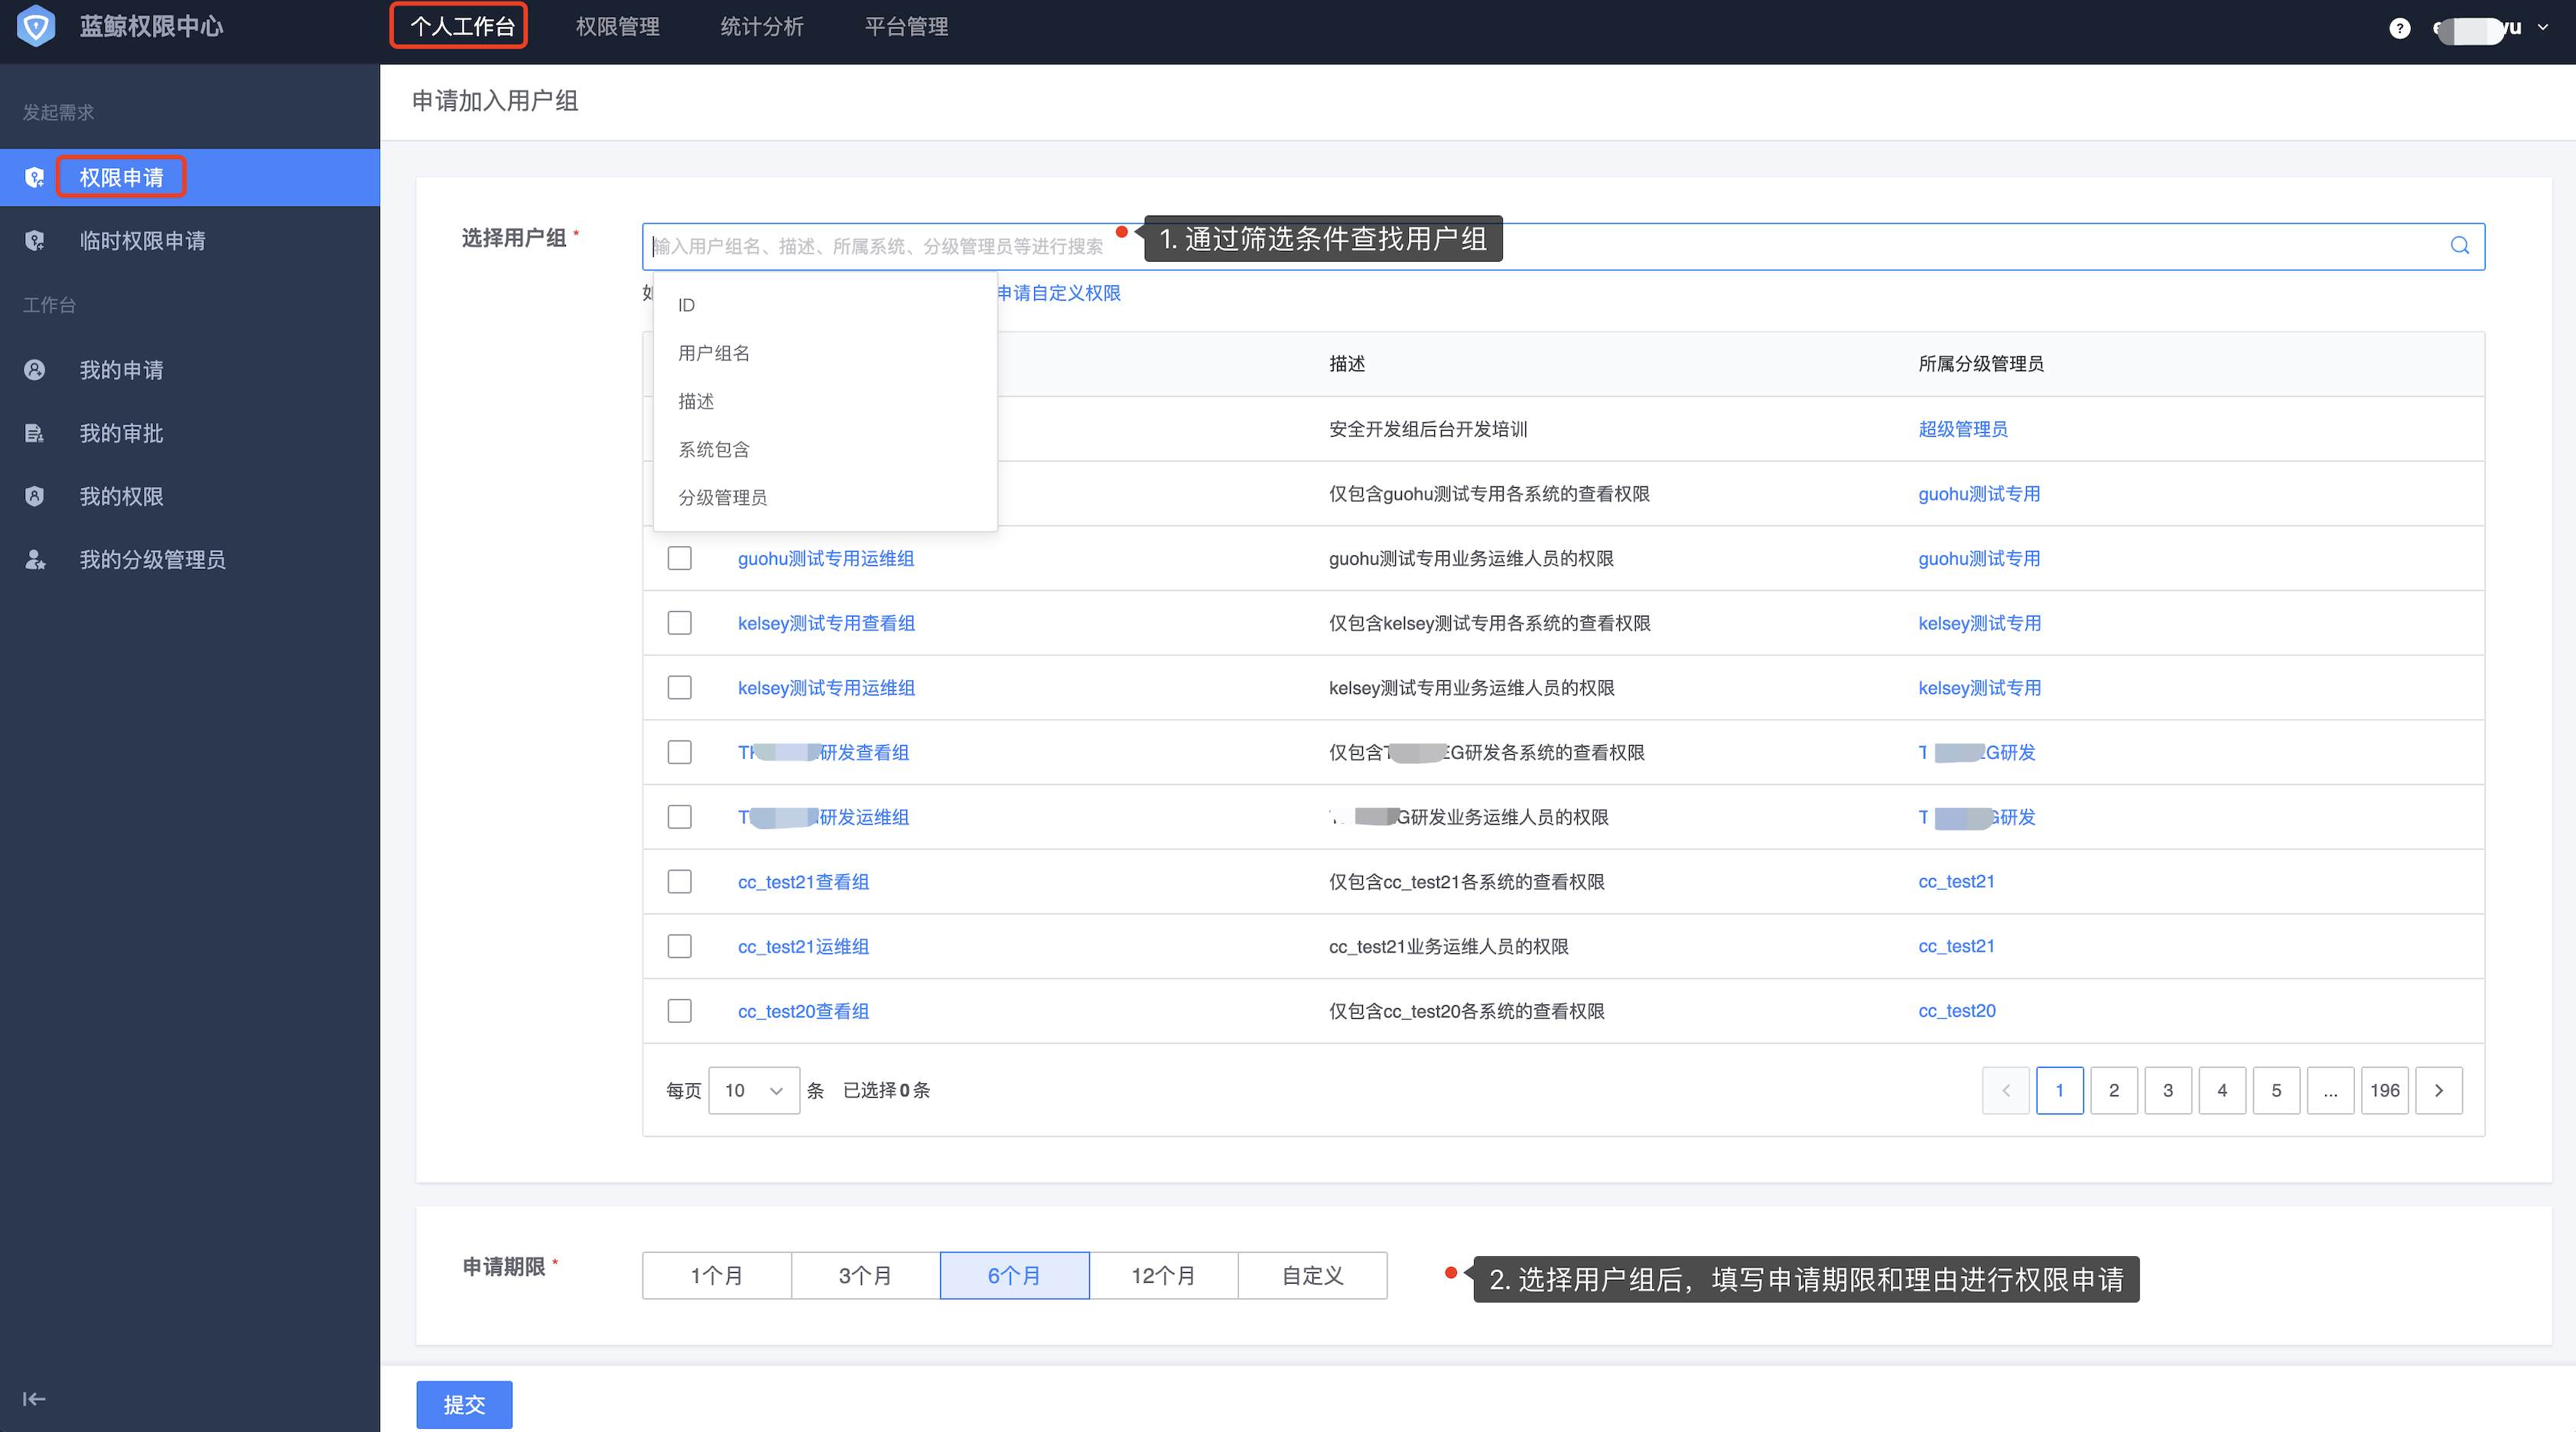 蓝鲸权限中心
个人工作台 权限管理 统计分析 平台管理
发起需求
权限申请
临时权限申请
工作台
我的申请
我的审批
我的权限
我的分级管理员
申请加入用户组
选择用户组 *
输入用户组名、描述、所属系统、分级管理员等进行搜索
1. 通过筛选条件查找用户组
申请自定义权限
ID
用户组名
描述
系统包含
分级管理员
描述 所属分级管理员
安全开发组后台开发培训 超级管理员
仅包含guohu测试专用各系统的查看权限 guohu测试专用
guohu测试专用运维组 guohu测试专用业务运维人员的权限 guohu测试专用
kelsey测试专用查看组 仅包含kelsey测试专用各系统的查看权限 kelsey测试专用
kelsey测试专用运维组 kelsey测试专用业务运维人员的权限 kelsey测试专用
研发查看组 仅包含 G研发各系统的查看权限 T G研发
T 研发运维组 G研发业务运维人员的权限 T G研发
cc_test21查看组 仅包含cc_test21各系统的查看权限 cc_test21
cc_test21运维组 cc_test21业务运维人员的权限 cc_test21
cc_test20查看组 仅包含cc_test20各系统的查看权限 cc_test20
每页 10 条 已选择 0 条 1 2 3 4 5 ... 196
申请期限 *
1个月 3个月 6个月 12个月 自定义
2. 选择用户组后，填写申请期限和理由进行权限申请
提交